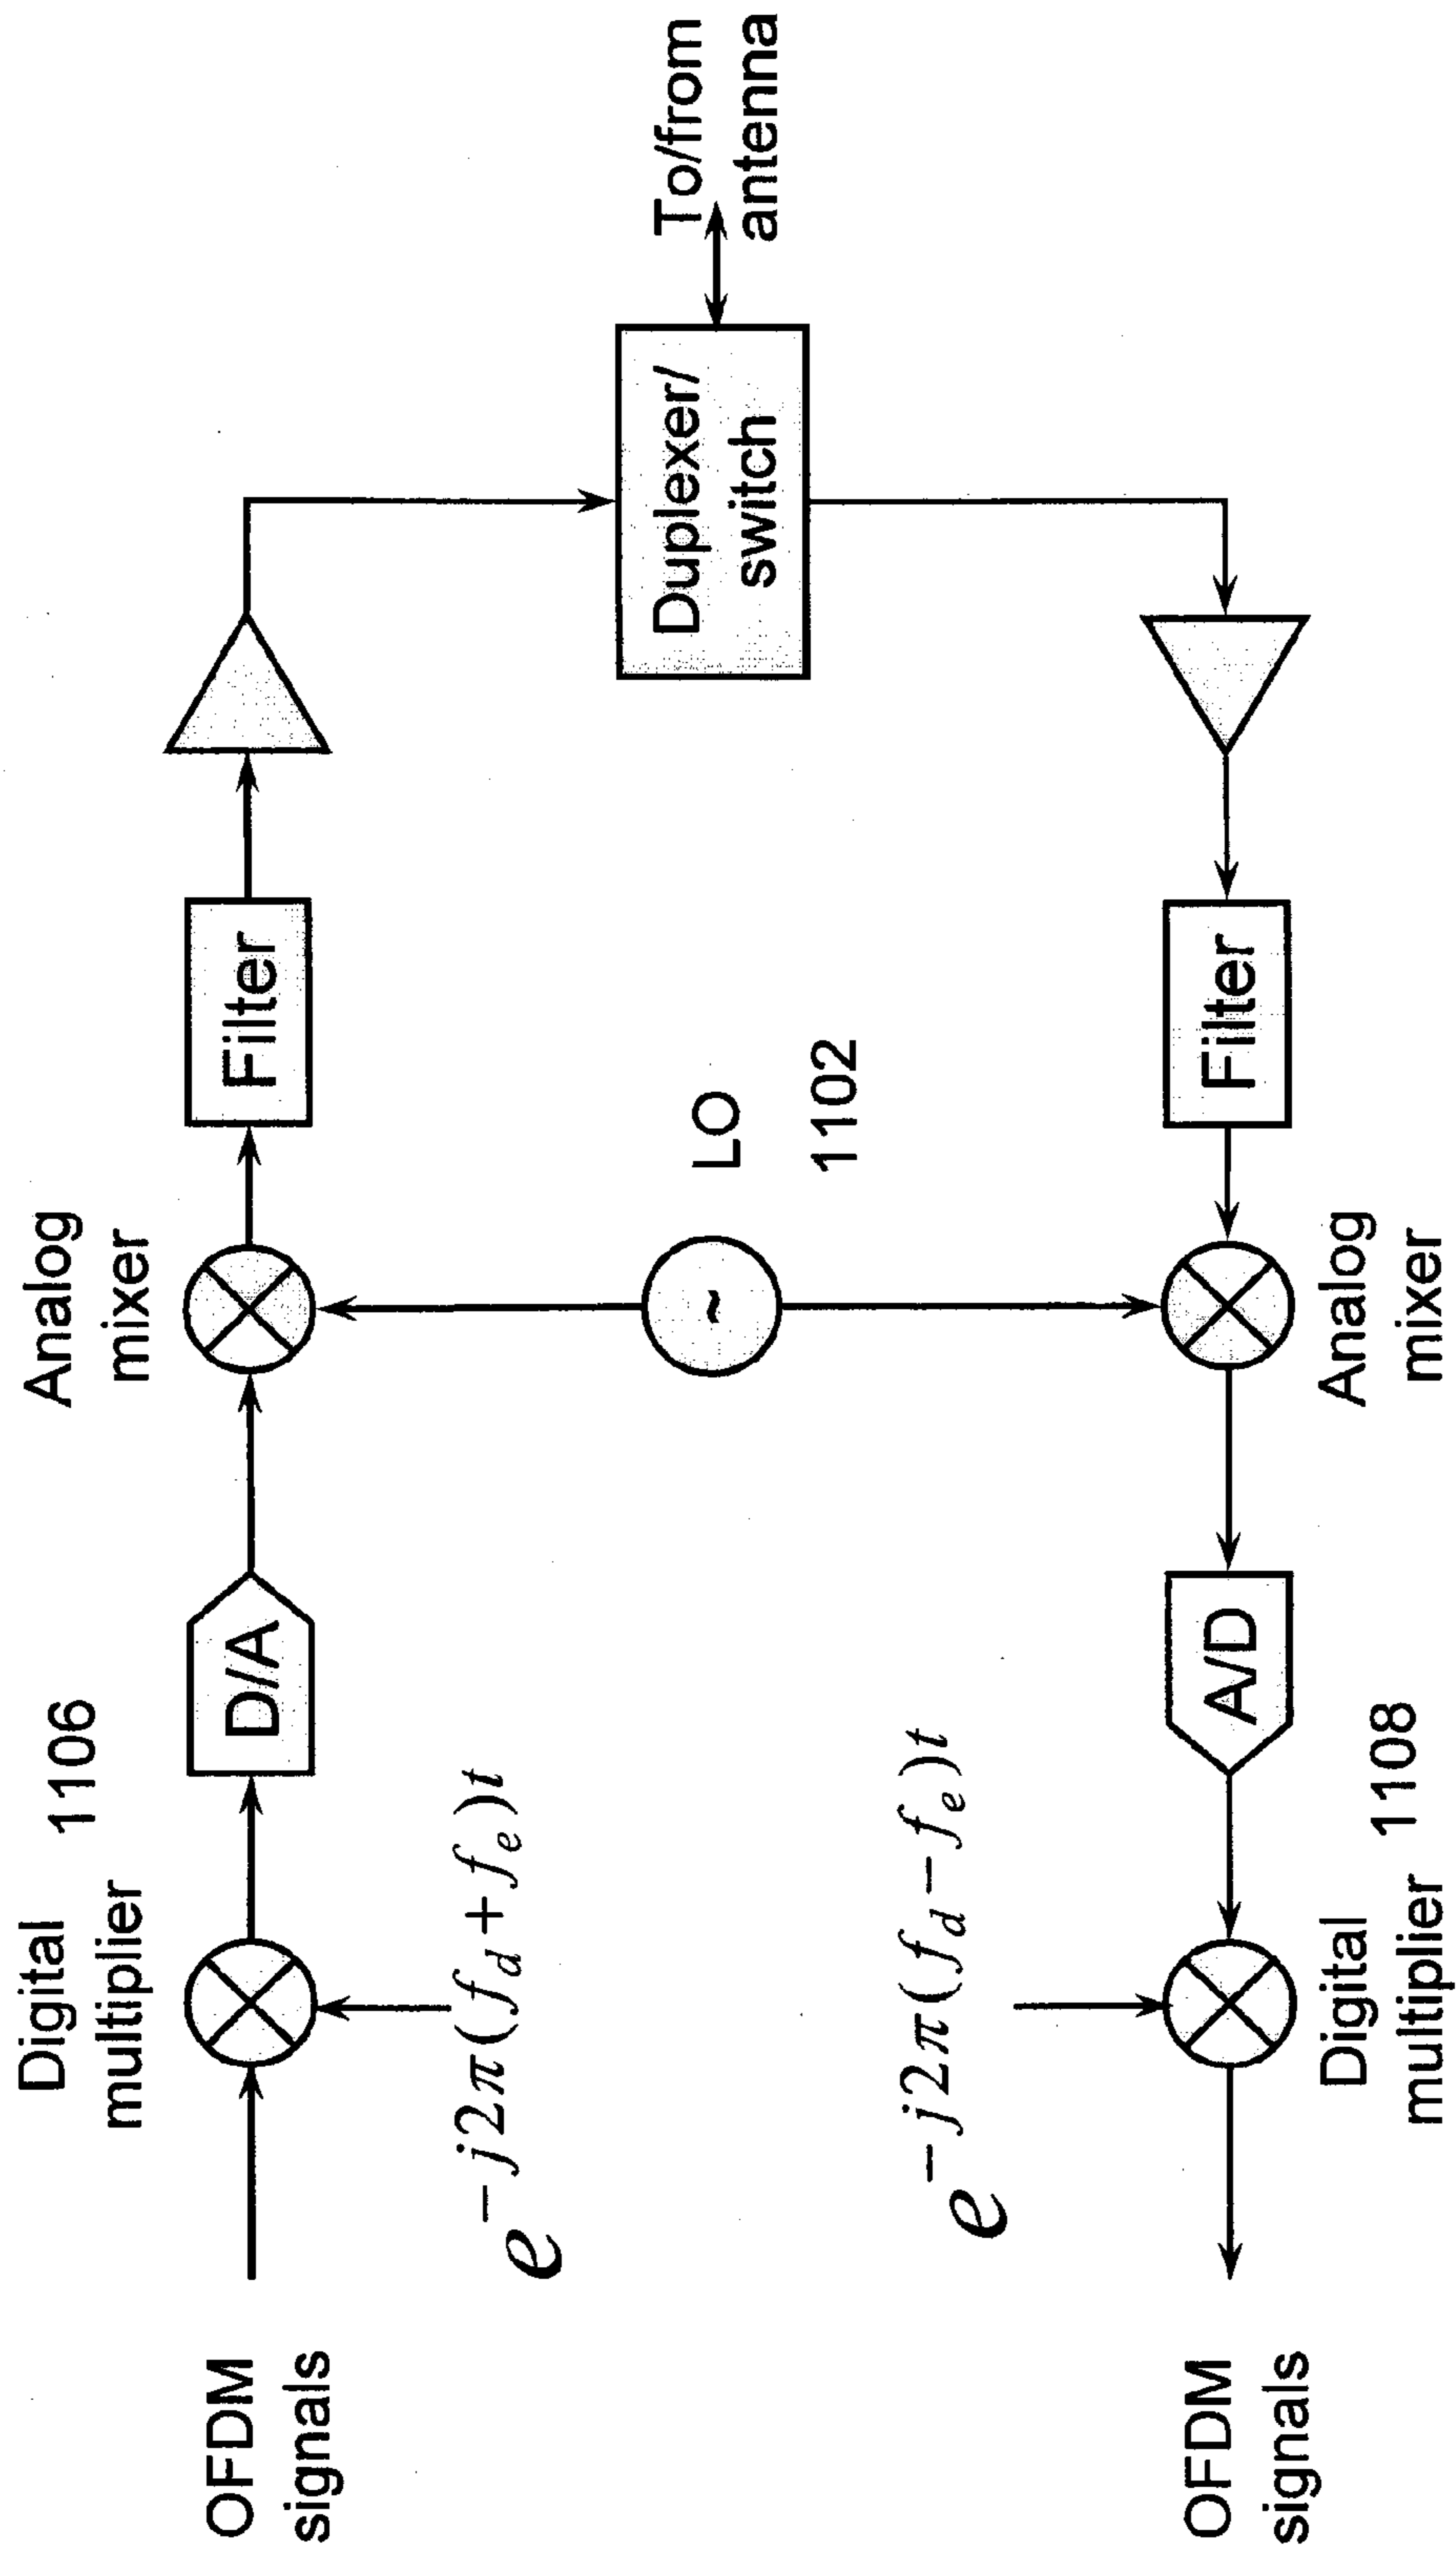 Digital
multiplier
1106
Analog
mixer
OFDM
signals
D/A
Filter
e^{-j2π(f_d+f_e)t}
Duplexer/
switch
To/from
antenna
~
LO
1102
e^{-j2π(f_d-f_e)t}
OFDM
signals
A/D
Filter
Digital
multiplier
1108
Analog
mixer